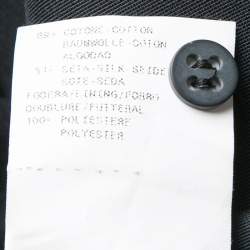 COTONE-COTTON
BAUMWOLLE-COTON
ALGODAO
SETA-SILK SEIDE
SOIE-SEDA
FODERA-LINING/FORRO
DOUBLURE/FUTTERAL
100% POLIESTERE
POLYESTER